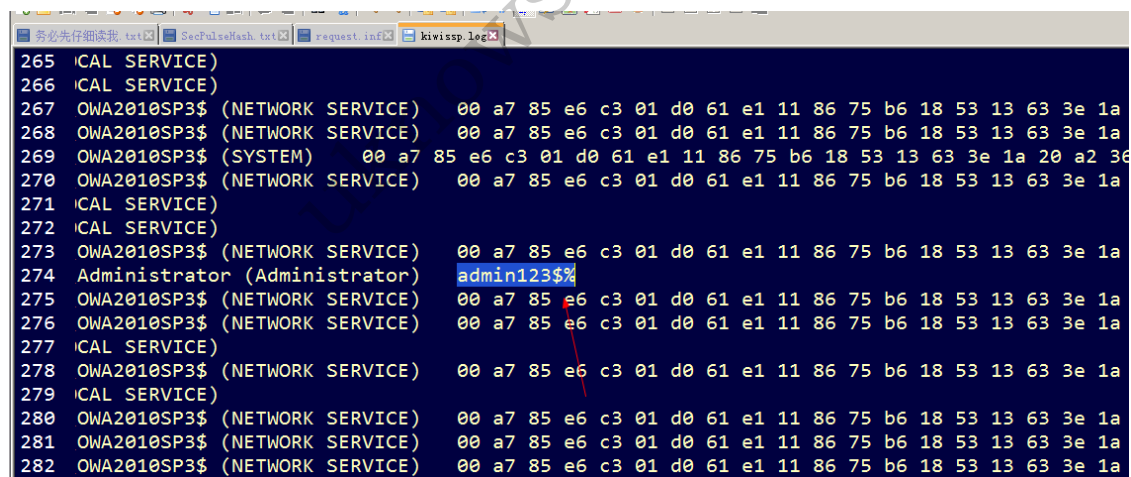 务必先仔细读我.txt SecPulseHash.txt request.inf kiwissp.log
265 OCAL SERVICE)
266 OCAL SERVICE)
267 OWA2010SP3$ (NETWORK SERVICE) 00 a7 85 e6 c3 01 d0 61 e1 11 86 75 b6 18 53 13 63 3e 1a
268 OWA2010SP3$ (NETWORK SERVICE) 00 a7 85 e6 c3 01 d0 61 e1 11 86 75 b6 18 53 13 63 3e 1a
269 OWA2010SP3$ (SYSTEM) 00 a7 85 e6 c3 01 d0 61 e1 11 86 75 b6 18 53 13 63 3e 1a 20 a2 36
270 OWA2010SP3$ (NETWORK SERVICE) 00 a7 85 e6 c3 01 d0 61 e1 11 86 75 b6 18 53 13 63 3e 1a
271 OCAL SERVICE)
272 OCAL SERVICE)
273 OWA2010SP3$ (NETWORK SERVICE) 00 a7 85 e6 c3 01 d0 61 e1 11 86 75 b6 18 53 13 63 3e 1a
274 Administrator (Administrator) admin123$%
275 OWA2010SP3$ (NETWORK SERVICE) 00 a7 85 e6 c3 01 d0 61 e1 11 86 75 b6 18 53 13 63 3e 1a
276 OWA2010SP3$ (NETWORK SERVICE) 00 a7 85 e6 c3 01 d0 61 e1 11 86 75 b6 18 53 13 63 3e 1a
277 OCAL SERVICE)
278 OWA2010SP3$ (NETWORK SERVICE) 00 a7 85 e6 c3 01 d0 61 e1 11 86 75 b6 18 53 13 63 3e 1a
279 OCAL SERVICE)
280 OWA2010SP3$ (NETWORK SERVICE) 00 a7 85 e6 c3 01 d0 61 e1 11 86 75 b6 18 53 13 63 3e 1a
281 OWA2010SP3$ (NETWORK SERVICE) 00 a7 85 e6 c3 01 d0 61 e1 11 86 75 b6 18 53 13 63 3e 1a
282 OWA2010SP3$ (NETWORK SERVICE) 00 a7 85 e6 c3 01 d0 61 e1 11 86 75 b6 18 53 13 63 3e 1a